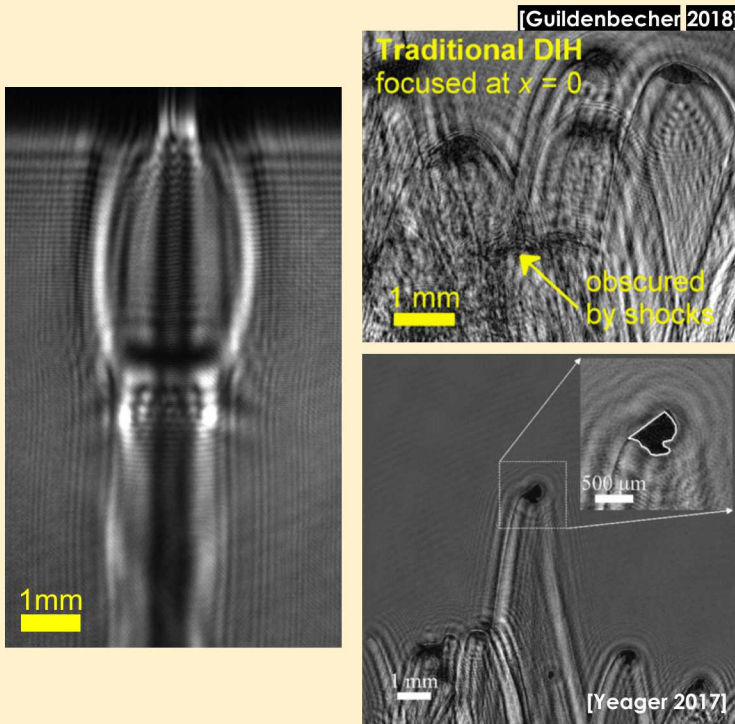 [Guildenbecher 2018]
Traditional DIH
focused at x = 0
obscured
by shocks
1 mm
1mm
500 μm
1 mm
[Yeager 2017]